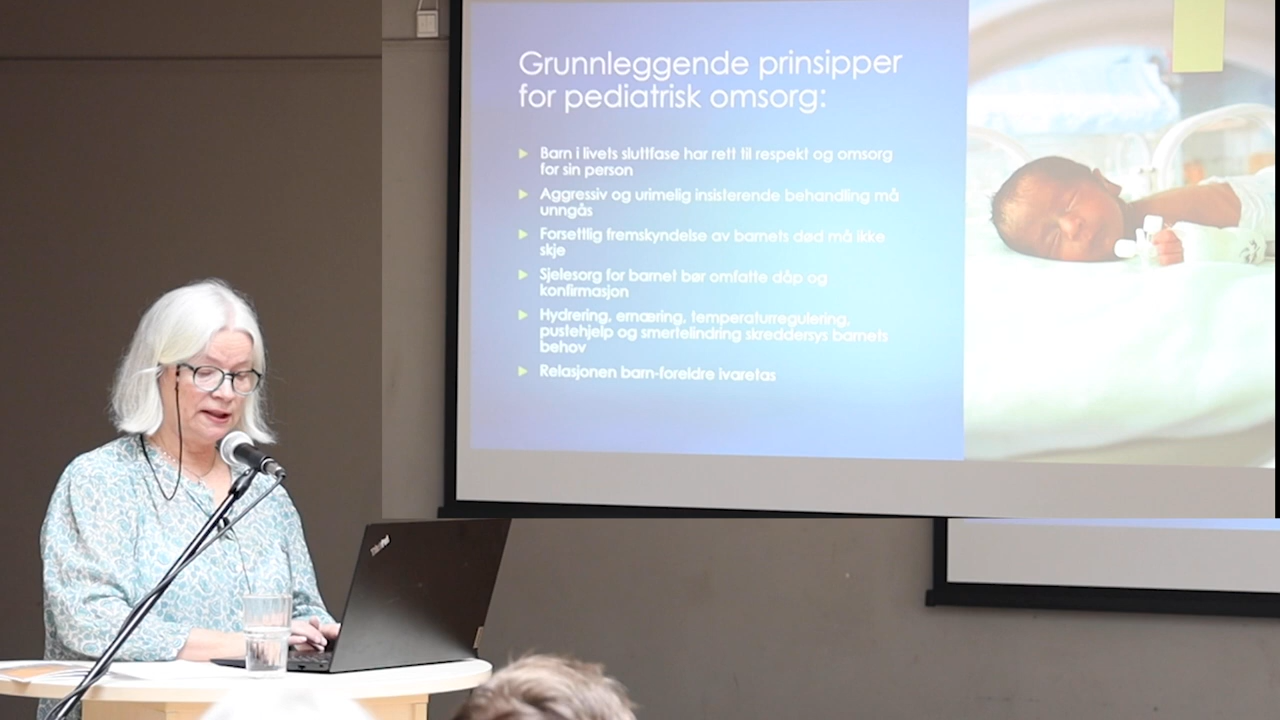 Grunnleggende prinsipper
for pediatrisk omsorg:
Barn i livets sluttfase har rett til respekt og omsorg
for sin person
Aggressiv og urimelig insisterende behandling må
unngås
Forsettlig fremskyndelse av barnets død må ikke
skje
Sjelesorg for barnet bør omfatte dåp og
konfirmasjon
Hydrering, ernæring, temperaturregulering,
pustehjelp og smertelindring skreddersys barnets
behov
Relasjonen barn-foreldre ivaretas
ThinkPad